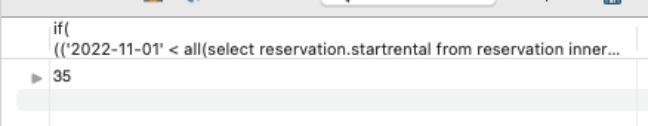 if(
(('2022-11-01' < all(select reservation.startrental from reservation inner...
35